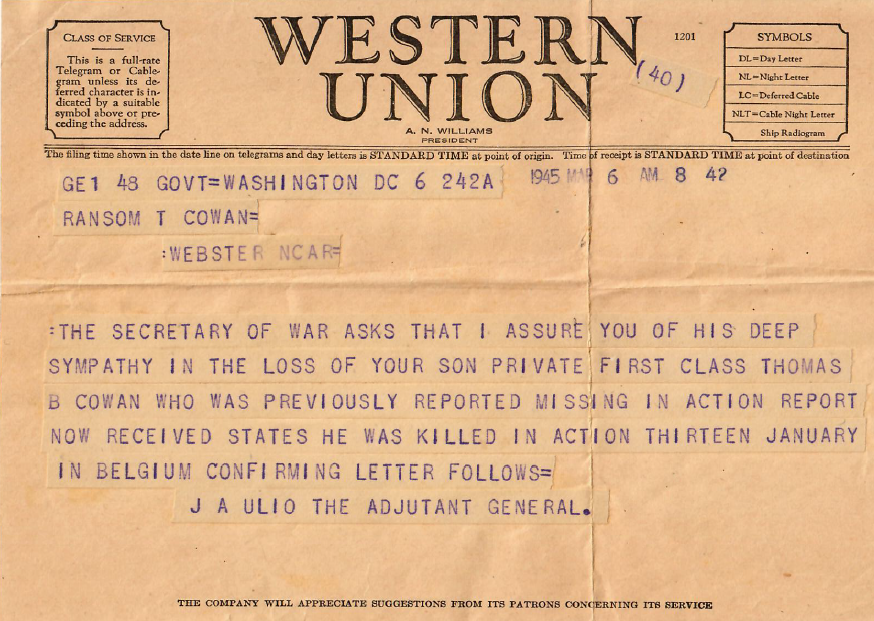 CLASS OF SERVICE
This is a full-rate
Telegram or Cable-
gram unless its de-
ferred character is in-
dicated by a suitable
symbol above or pre-
ceding the address.
WESTERN
UNION
1201
(40)
A. N. WILLIAMS
PRESIDENT
SYMBOLS
DL=Day Letter
NL=Night Letter
LC=Deferred Cable
NLT=Cable Night Letter
Ship Radiogram
The filing time shown in the date line on telegrams and day letters is STANDARD TIME at point of origin. Time of receipt is STANDARD TIME at point of destination
GE1 48 GOVT=WASHINGTON DC 6 242A 1945 MAR 6 AM 8 42
RANSOM T COWAN=
:WEBSTER NCAR=
:THE SECRETARY OF WAR ASKS THAT I ASSURE YOU OF HIS DEEP
SYMPATHY IN THE LOSS OF YOUR SON PRIVATE FIRST CLASS THOMAS
B COWAN WHO WAS PREVIOUSLY REPORTED MISSING IN ACTION REPORT
NOW RECEIVED STATES HE WAS KILLED IN ACTION THIRTEEN JANUARY
IN BELGIUM CONFIRMING LETTER FOLLOWS=
J A ULIO THE ADJUTANT GENERAL.
THE COMPANY WILL APPRECIATE SUGGESTIONS FROM ITS PATRONS CONCERNING ITS SERVICE